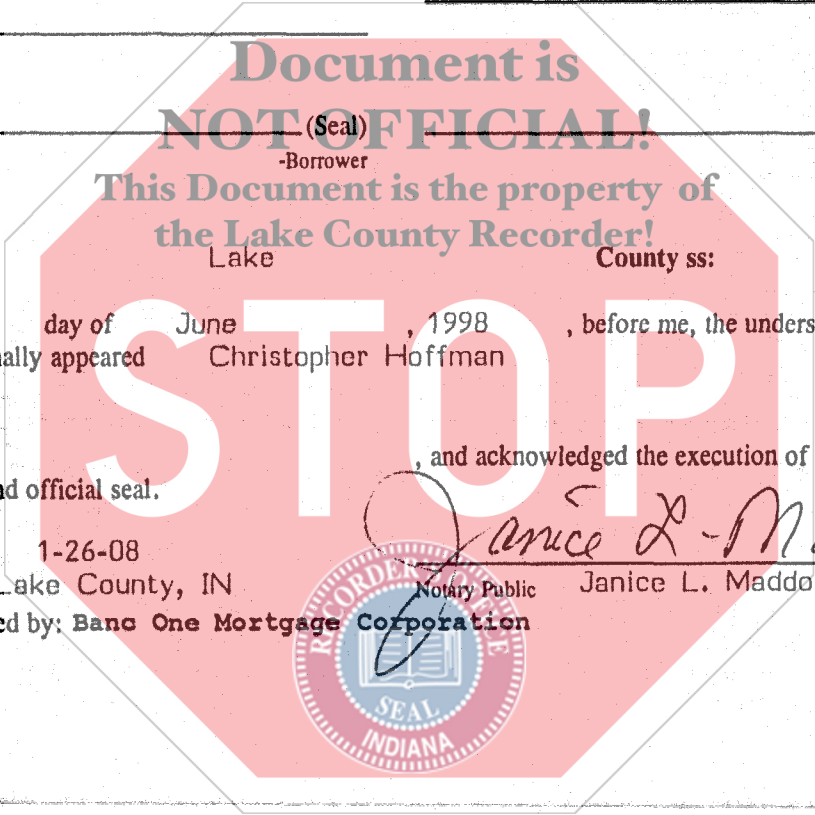 Document is
NOT OFFICIAL!
(Seal)
-Borrower
This Document is the property of
the Lake County Recorder!
Lake County ss:
day of June , 1998 , before me, the unders
ally appeared Christopher Hoffman
STOP
, and acknowledged the execution of
d official seal.
Janice L-M
1-26-08
ake County, IN Notary Public Janice L. Maddo
ed by: Banc One Mortgage Corporation
RECORDER'S OFFICE
SEAL
INDIANA